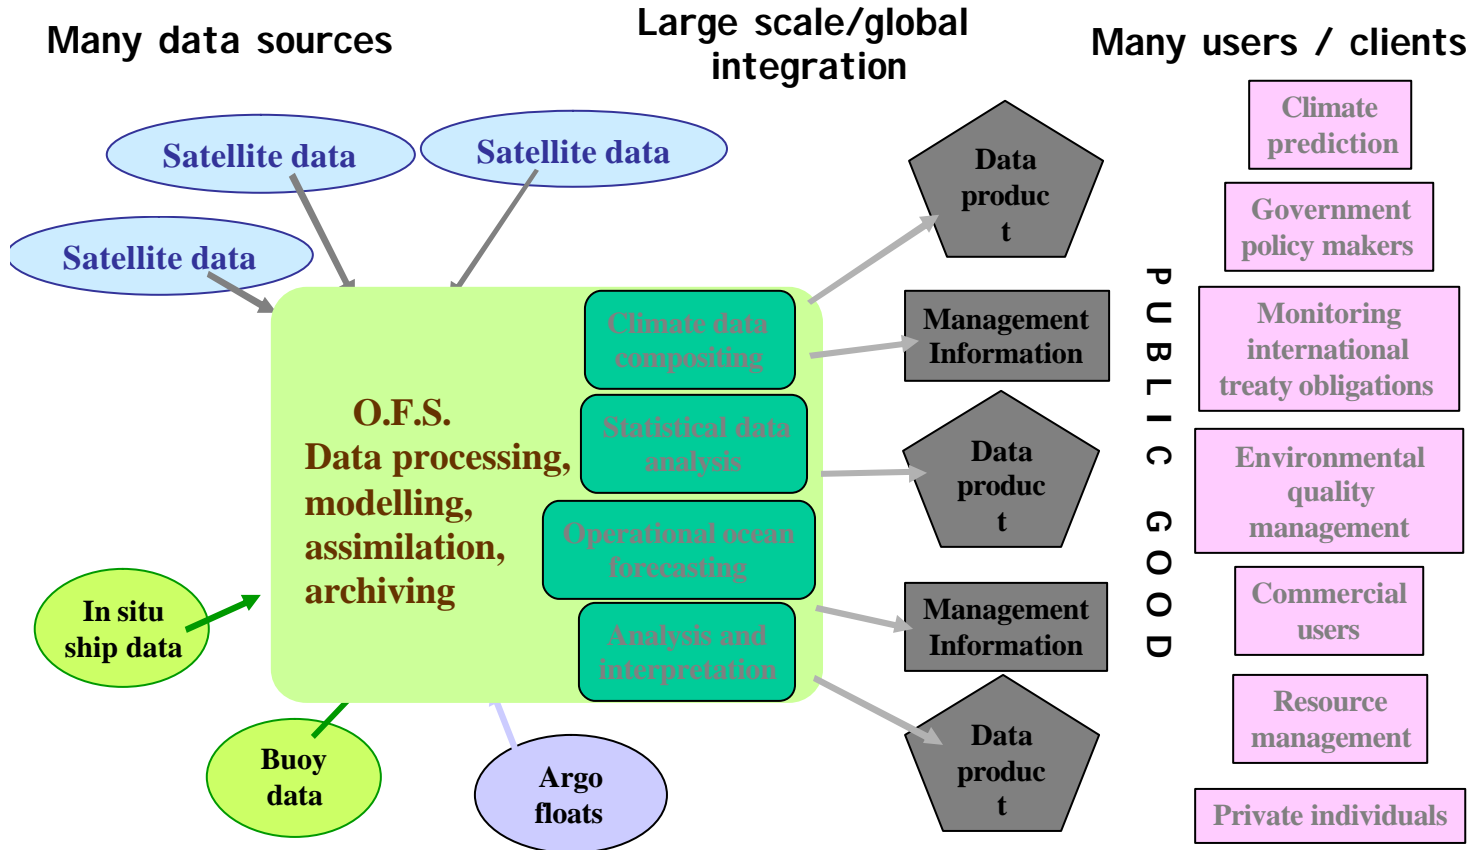 Many data sources
Large scale/global
integration
Many users / clients
Satellite data
Satellite data
Satellite data
O.F.S.
Data processing,
modelling,
assimilation,
archiving
Climate data
compositing
Statistical data
analysis
Operational ocean
forecasting
Analysis and
interpretation
In situ
ship data
Buoy
data
Argo
floats
Data
produc
t
Management
Information
Data
produc
t
Management
Information
Data
produc
t
PUBLIC GOOD
Climate
prediction
Government
policy makers
Monitoring
international
treaty obligations
Environmental
quality
management
Commercial
users
Resource
management
Private individuals